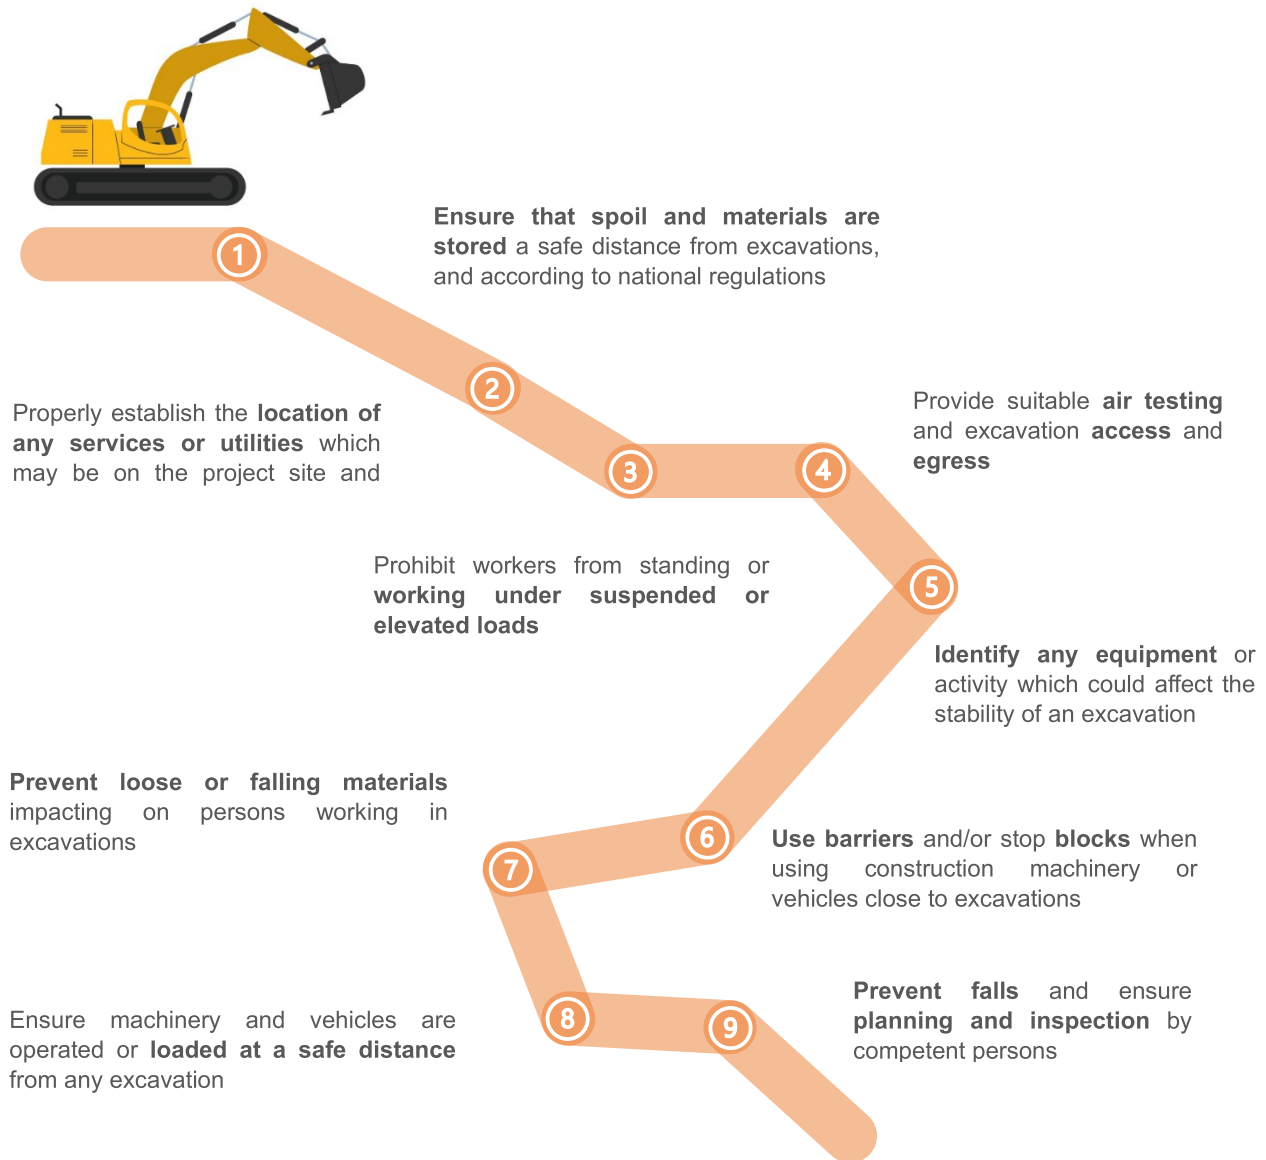 1
Properly establish the location of
any services or utilities which
may be on the project site and
2
Ensure that spoil and materials are
stored a safe distance from excavations,
and according to national regulations
3
Prohibit workers from standing or
working under suspended or
elevated loads
4
Provide suitable air testing
and excavation access and
egress
5
Identify any equipment or
activity which could affect the
stability of an excavation
6
Use barriers and/or stop blocks when
using construction machinery or
vehicles close to excavations
7
Prevent loose or falling materials
impacting on persons working in
excavations
8
Ensure machinery and vehicles are
operated or loaded at a safe distance
from any excavation
9
Prevent falls and ensure
planning and inspection by
competent persons